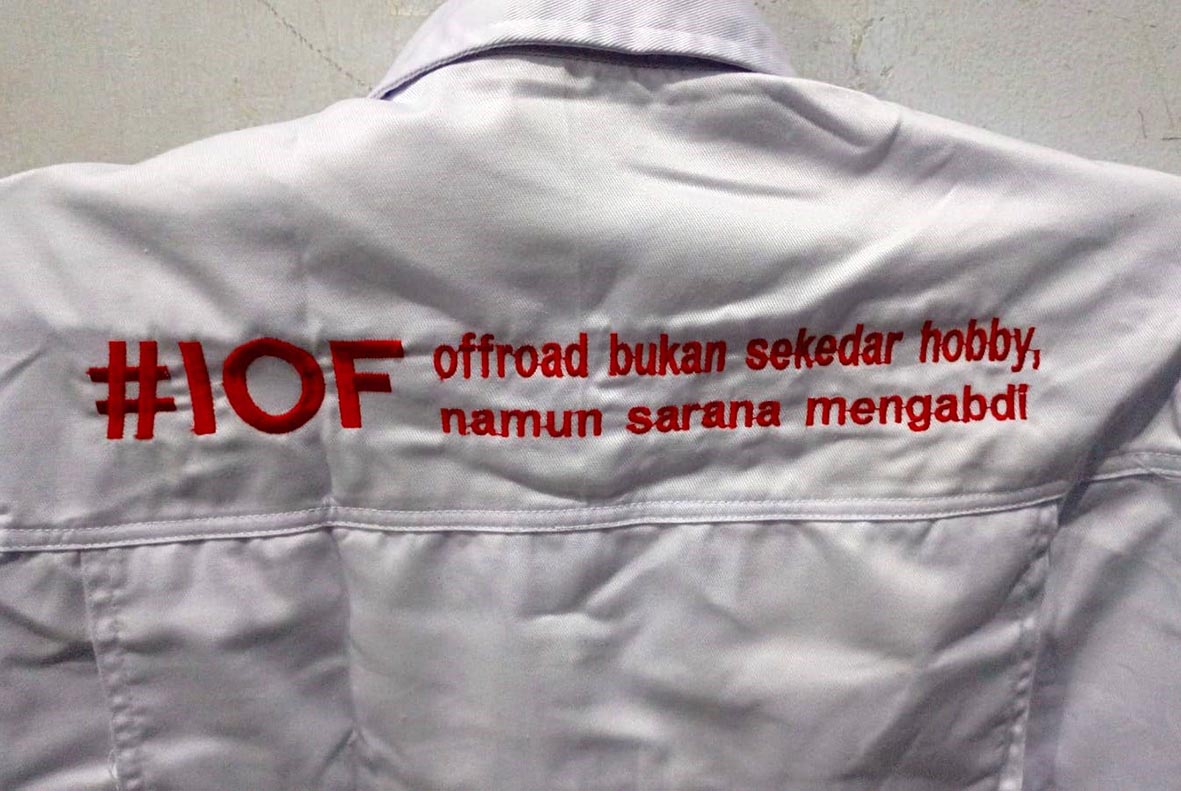 #IOF
offroad bukan sekedar hobby,
namun sarana mengabdi